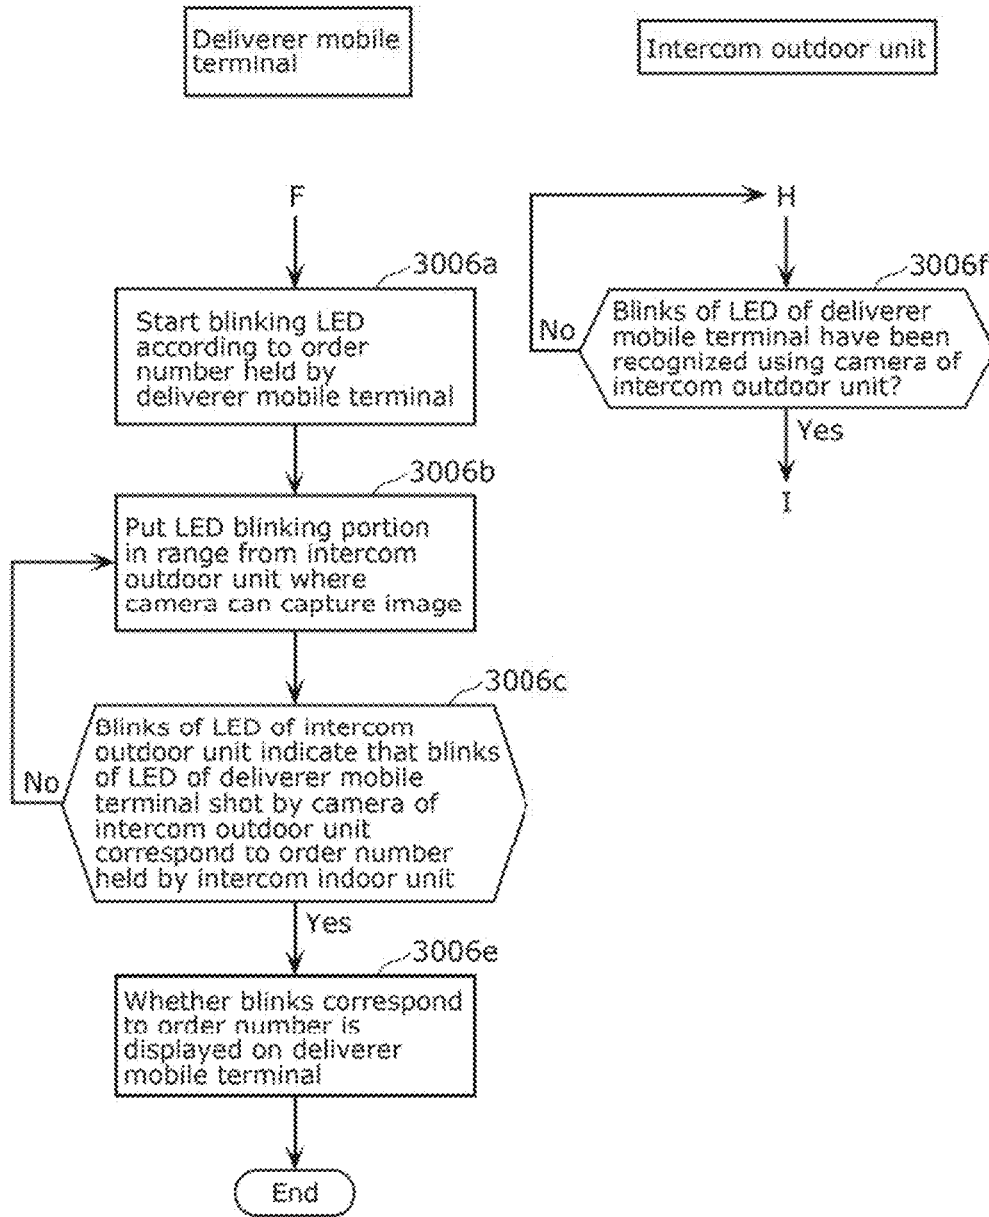 Deliverer mobile
terminal
Intercom outdoor unit
F
H
3006a
3006f
Start blinking LED
according to order
number held by
deliverer mobile terminal
Blinks of LED of deliverer
mobile terminal have been
recognized using camera of
intercom outdoor unit?
No
Yes
I
3006b
Put LED blinking portion
in range from intercom
outdoor unit where
camera can capture image
3006c
Blinks of LED of intercom
outdoor unit indicate that blinks
of LED of deliverer mobile
terminal shot by camera of
intercom outdoor unit
correspond to order number
held by intercom indoor unit
No
Yes
3006e
Whether blinks correspond
to order number is
displayed on deliverer
mobile terminal
End